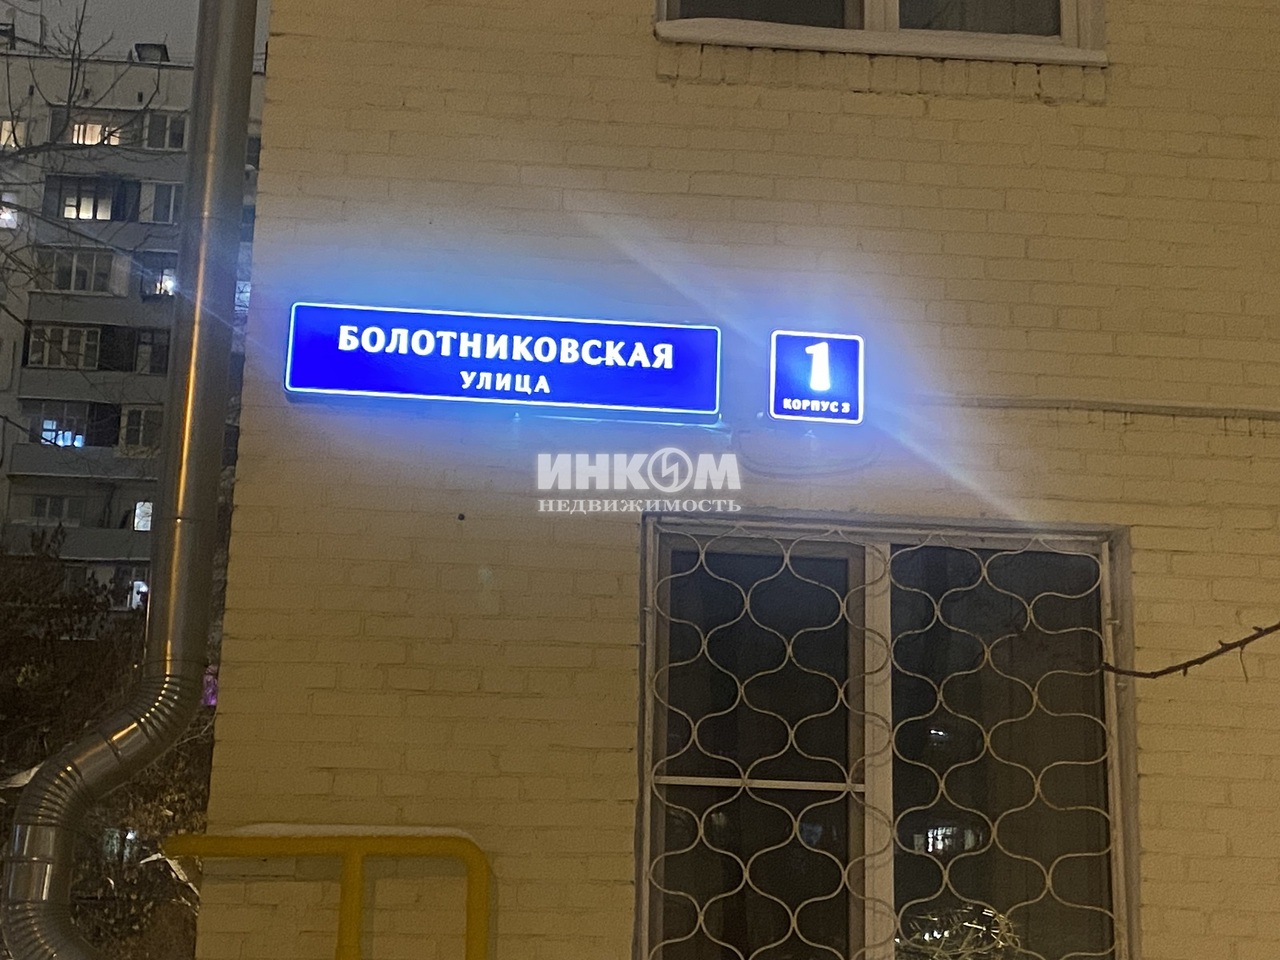 БОЛОТНИКОВСКАЯ
УЛИЦА
1
КОРПУС 3
ИНКОМ
НЕДВИЖИМОСТЬ